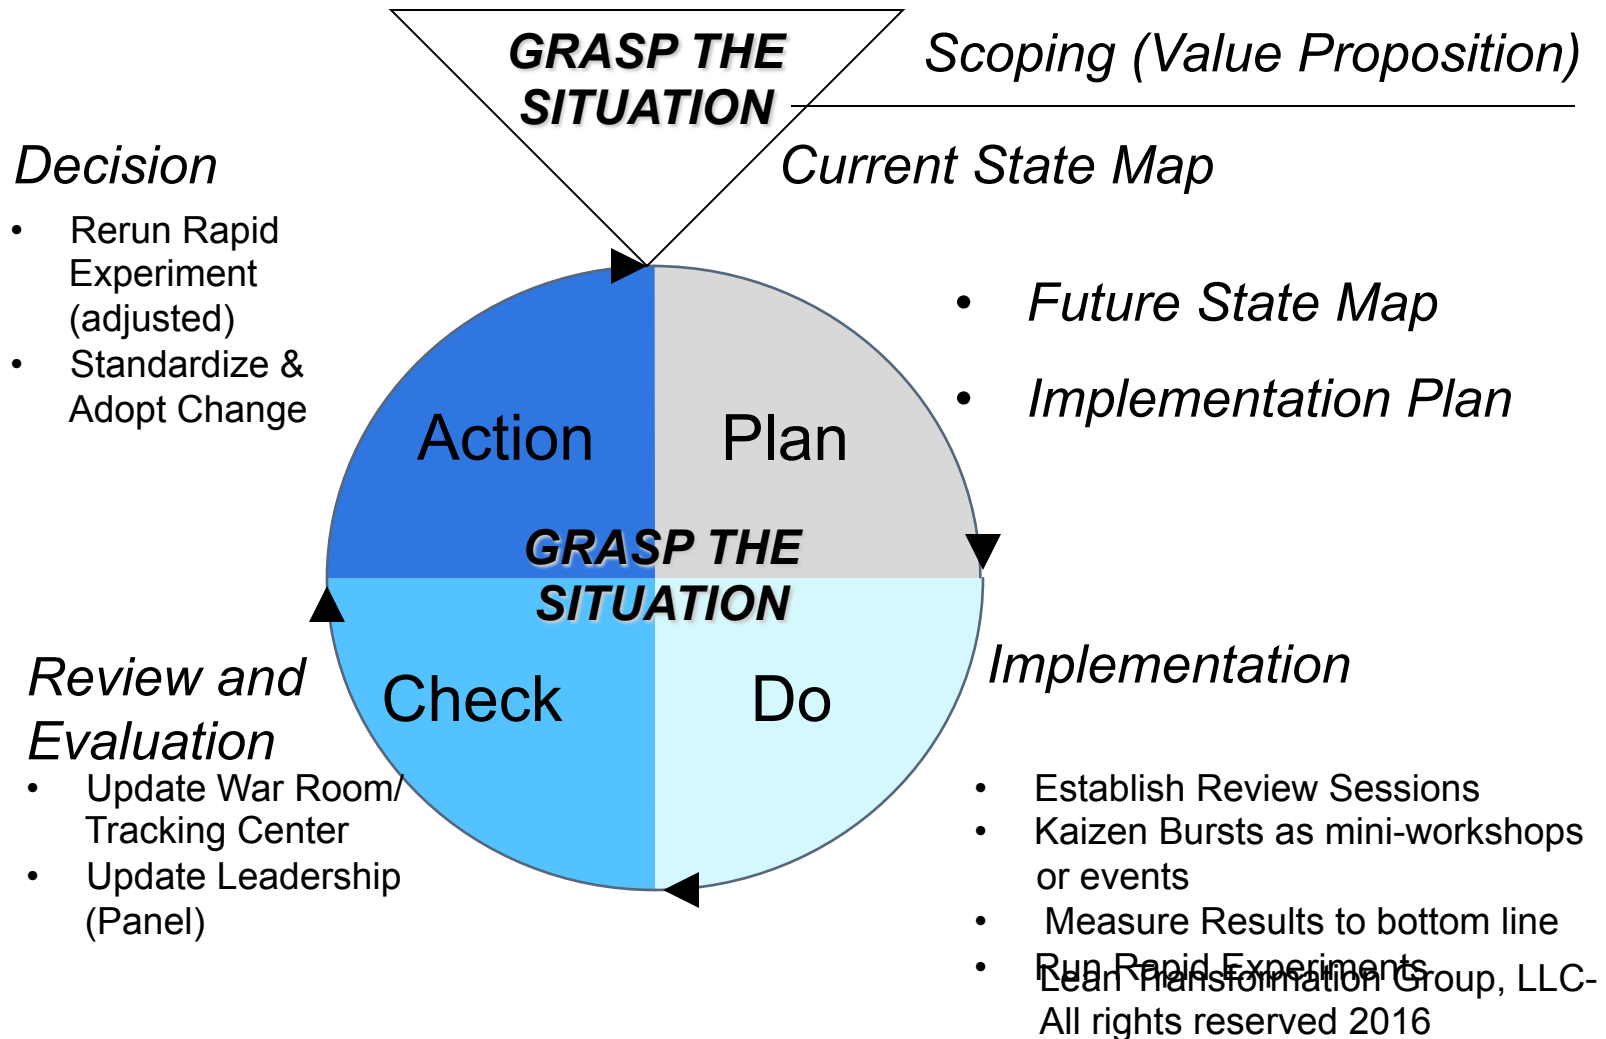 GRASP THE
SITUATION
Scoping (Value Proposition)
Current State Map
Decision
• Rerun Rapid
Experiment
(adjusted)
• Standardize &
Adopt Change
• Future State Map
• Implementation Plan
Action
Plan
GRASP THE
SITUATION
Check
Do
Review and
Evaluation
• Update War Room/
Tracking Center
• Update Leadership
(Panel)
Implementation
• Establish Review Sessions
• Kaizen Bursts as mini-workshops
or events
• Measure Results to bottom line
• Run Rapid Experiments
Lean Transformation Group, LLC-
All rights reserved 2016